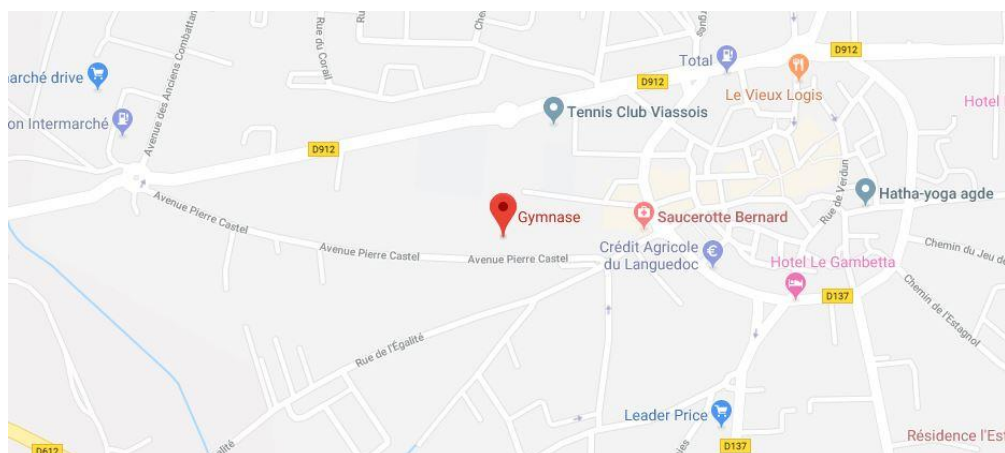 D912
Total
D912
Le Vieux Logis
Hotel
marché drive
Avenue des Anciens Combattant
Rue du Corail
Tennis Club Viassois
on Intermarché
D912
Rue de Verdun
Hatha-yoga agde
Avenue Pierre Castel
Gymnase
Saucerotte Bernard
Avenue Pierre Castel
Avenue Pierre Castel
Crédit Agricole
du Languedoc
Hotel Le Gambetta
Chemin du Jeu de
D137
Chemin de l'Estagnol
Rue de l'Égalité
Leader Price
Résidence l'Est
D137
D612